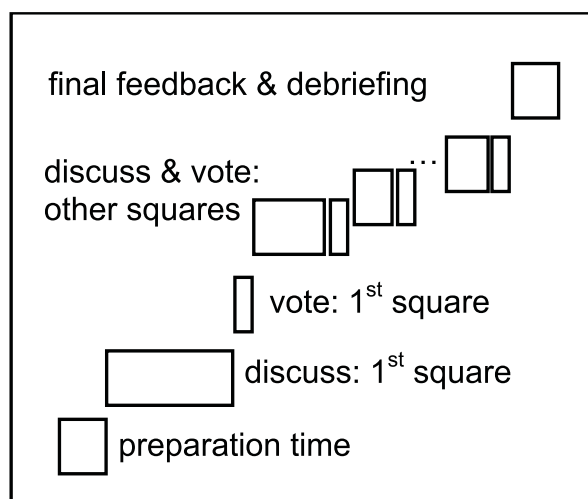 final feedback & debriefing
...
discuss & vote:
other squares
vote: 1st square
discuss: 1st square
preparation time